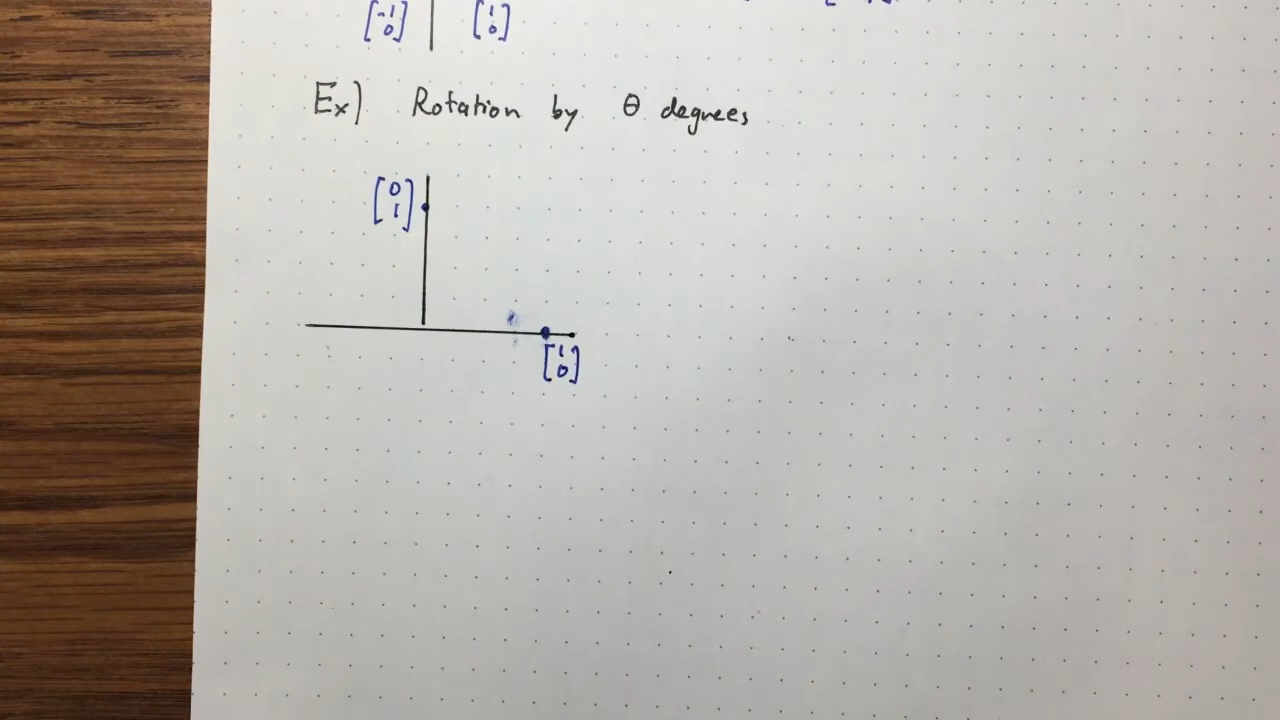 [-1 0] [1 0]
Ex) Rotation by θ degrees
[0 1]
[1 0]